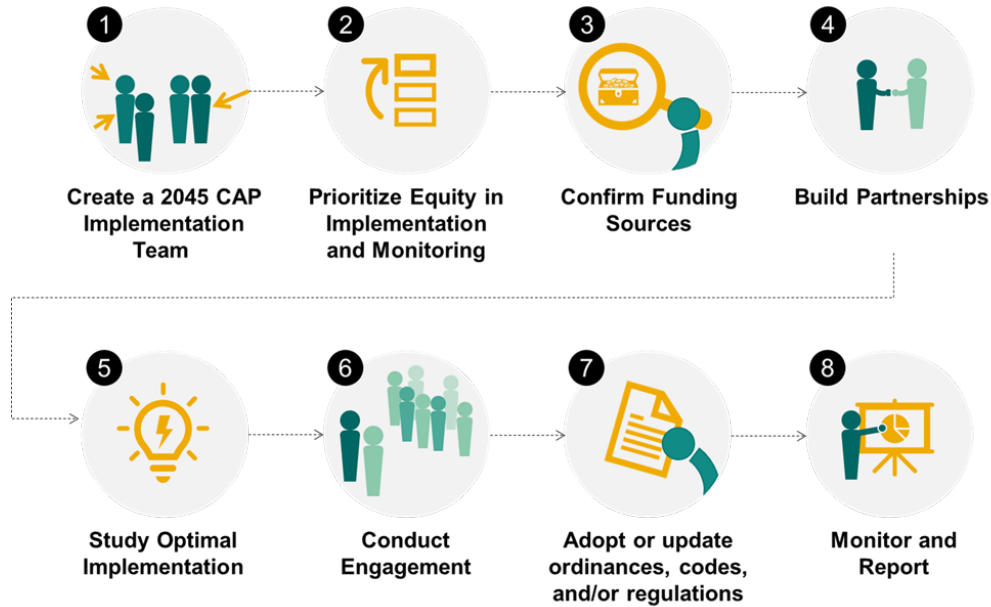 1
Create a 2045 CAP
Implementation
Team
2
Prioritize Equity in
Implementation
and Monitoring
3
Confirm Funding
Sources
4
Build Partnerships
5
Study Optimal
Implementation
6
Conduct
Engagement
7
Adopt or update
ordinances, codes,
and/or regulations
8
Monitor and
Report